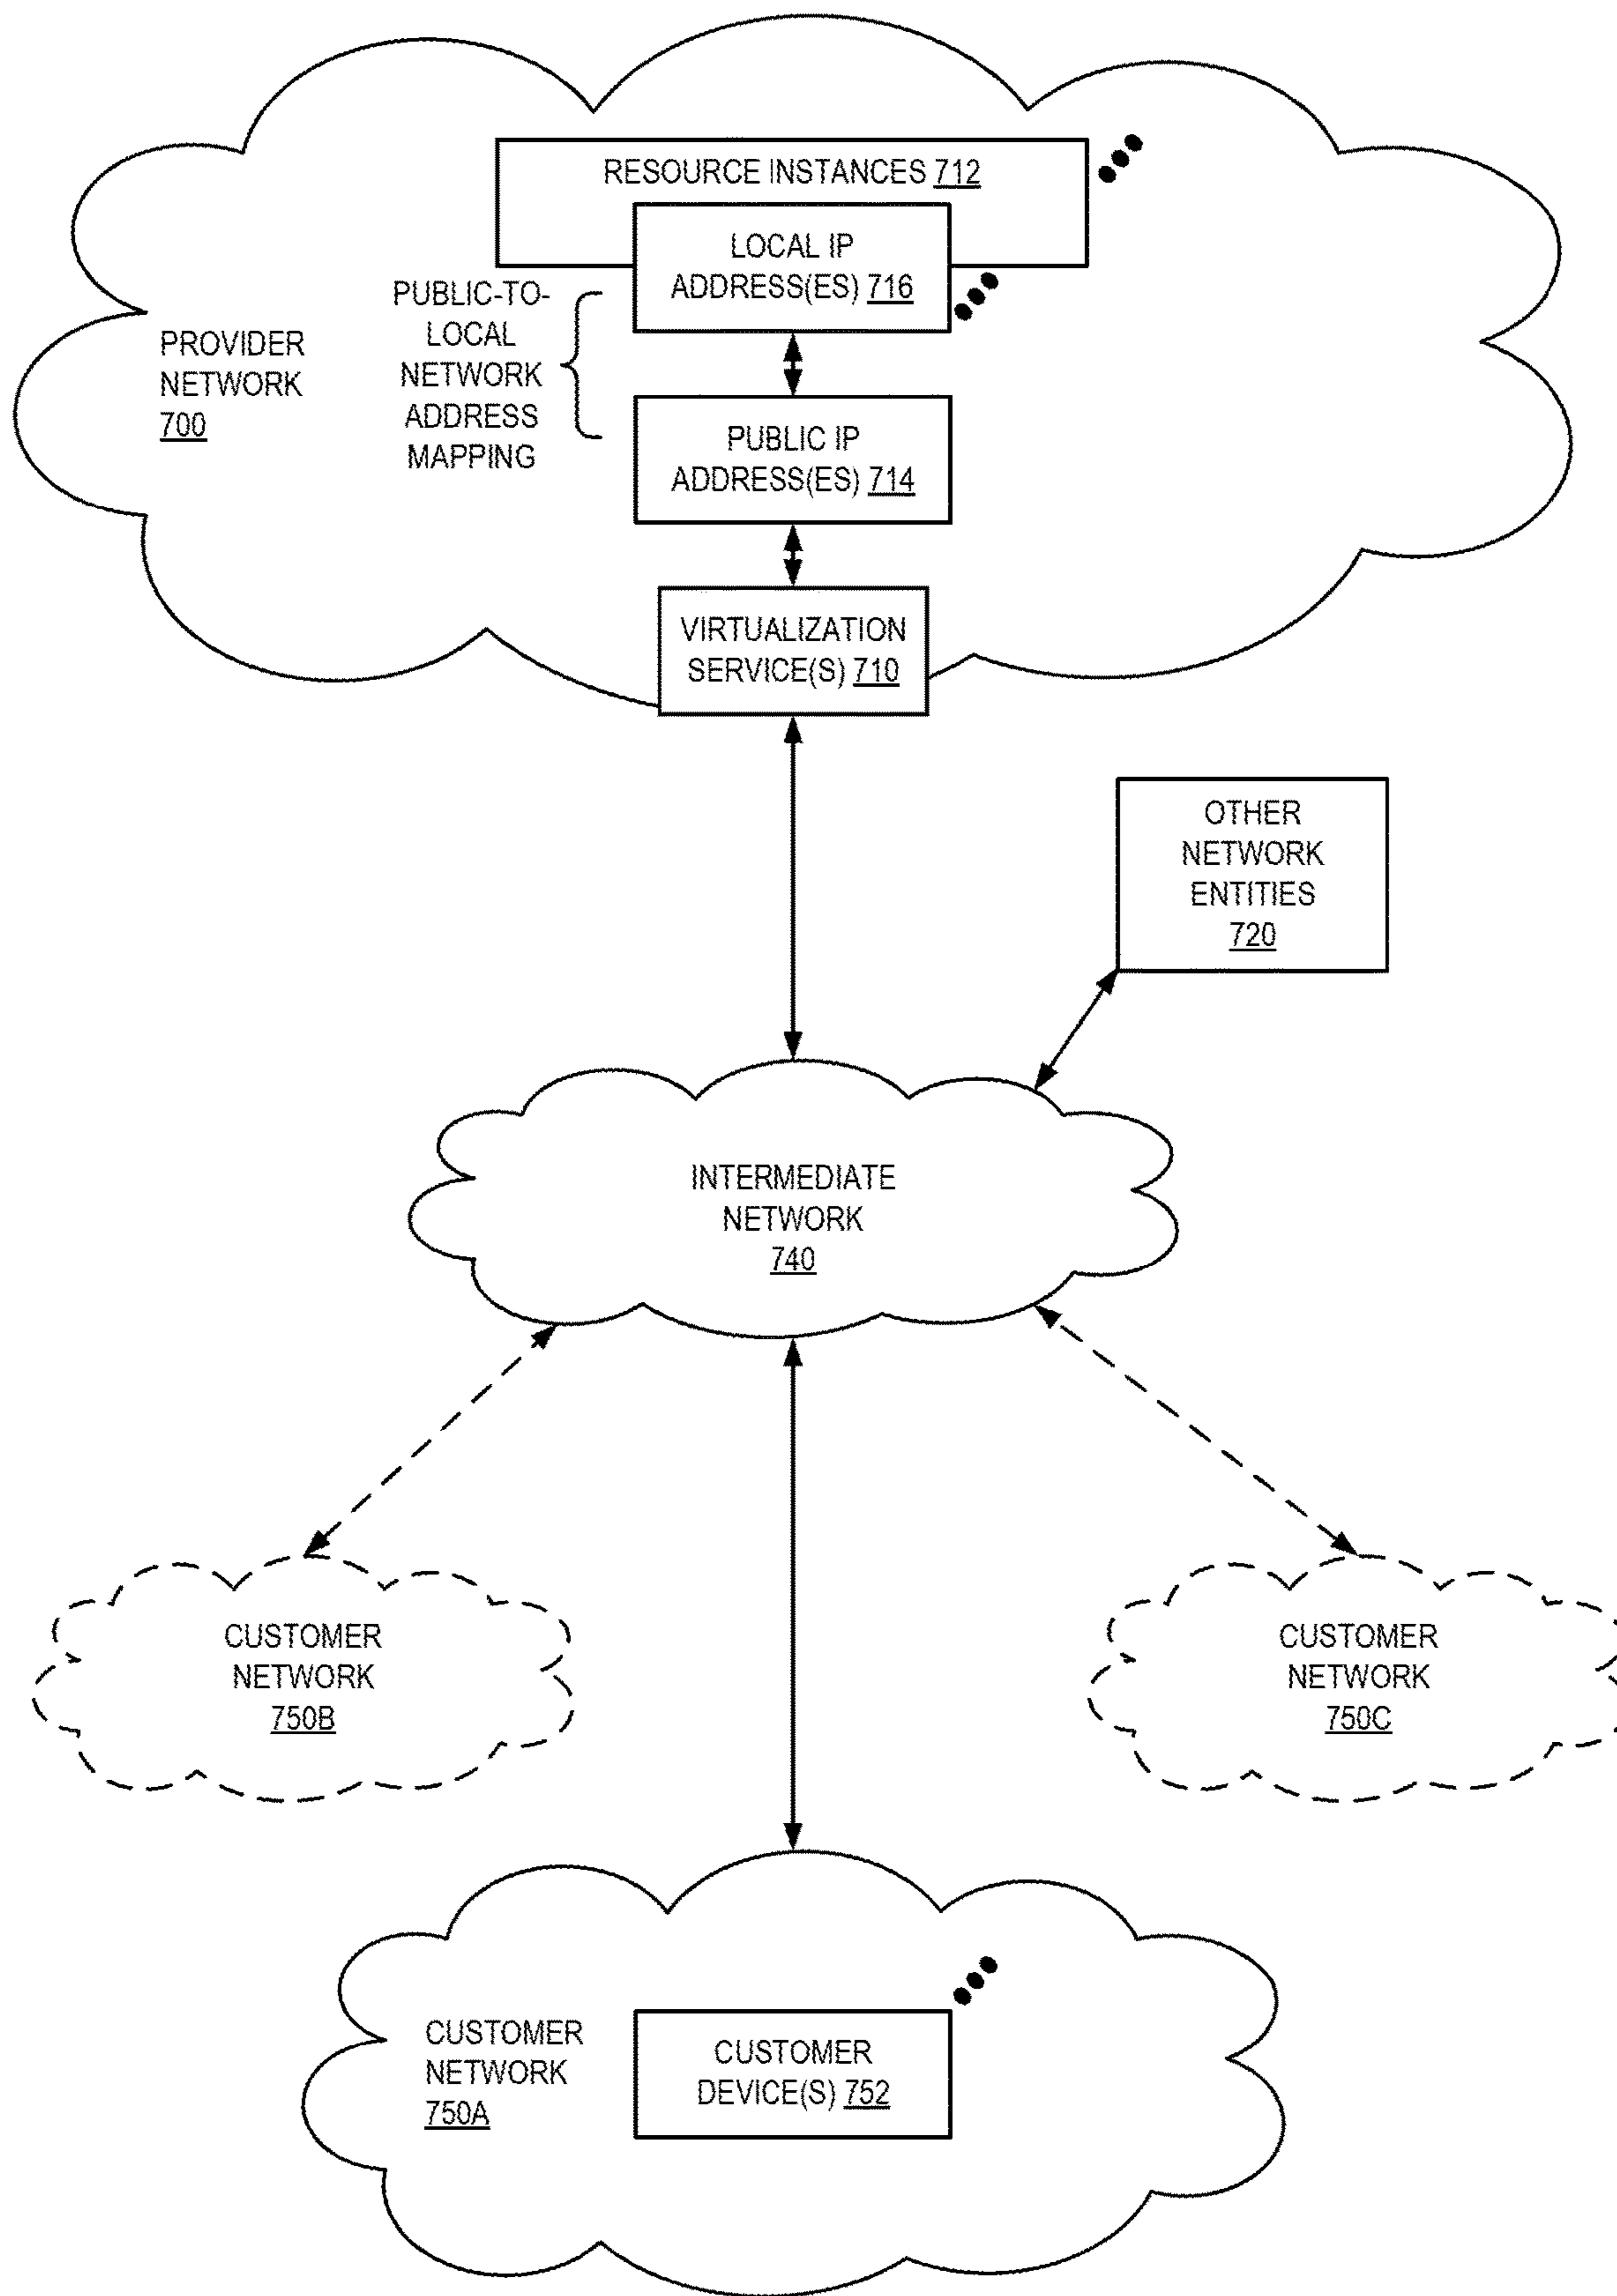 RESOURCE INSTANCES 712
LOCAL IP
ADDRESS(ES) 716
PUBLIC-TO-
LOCAL
NETWORK
ADDRESS
MAPPING
PROVIDER
NETWORK
700
PUBLIC IP
ADDRESS(ES) 714
VIRTUALIZATION
SERVICE(S) 710
OTHER
NETWORK
ENTITIES
720
INTERMEDIATE
NETWORK
740
CUSTOMER
NETWORK
750B
CUSTOMER
NETWORK
750C
CUSTOMER
NETWORK
750A
CUSTOMER
DEVICE(S) 752